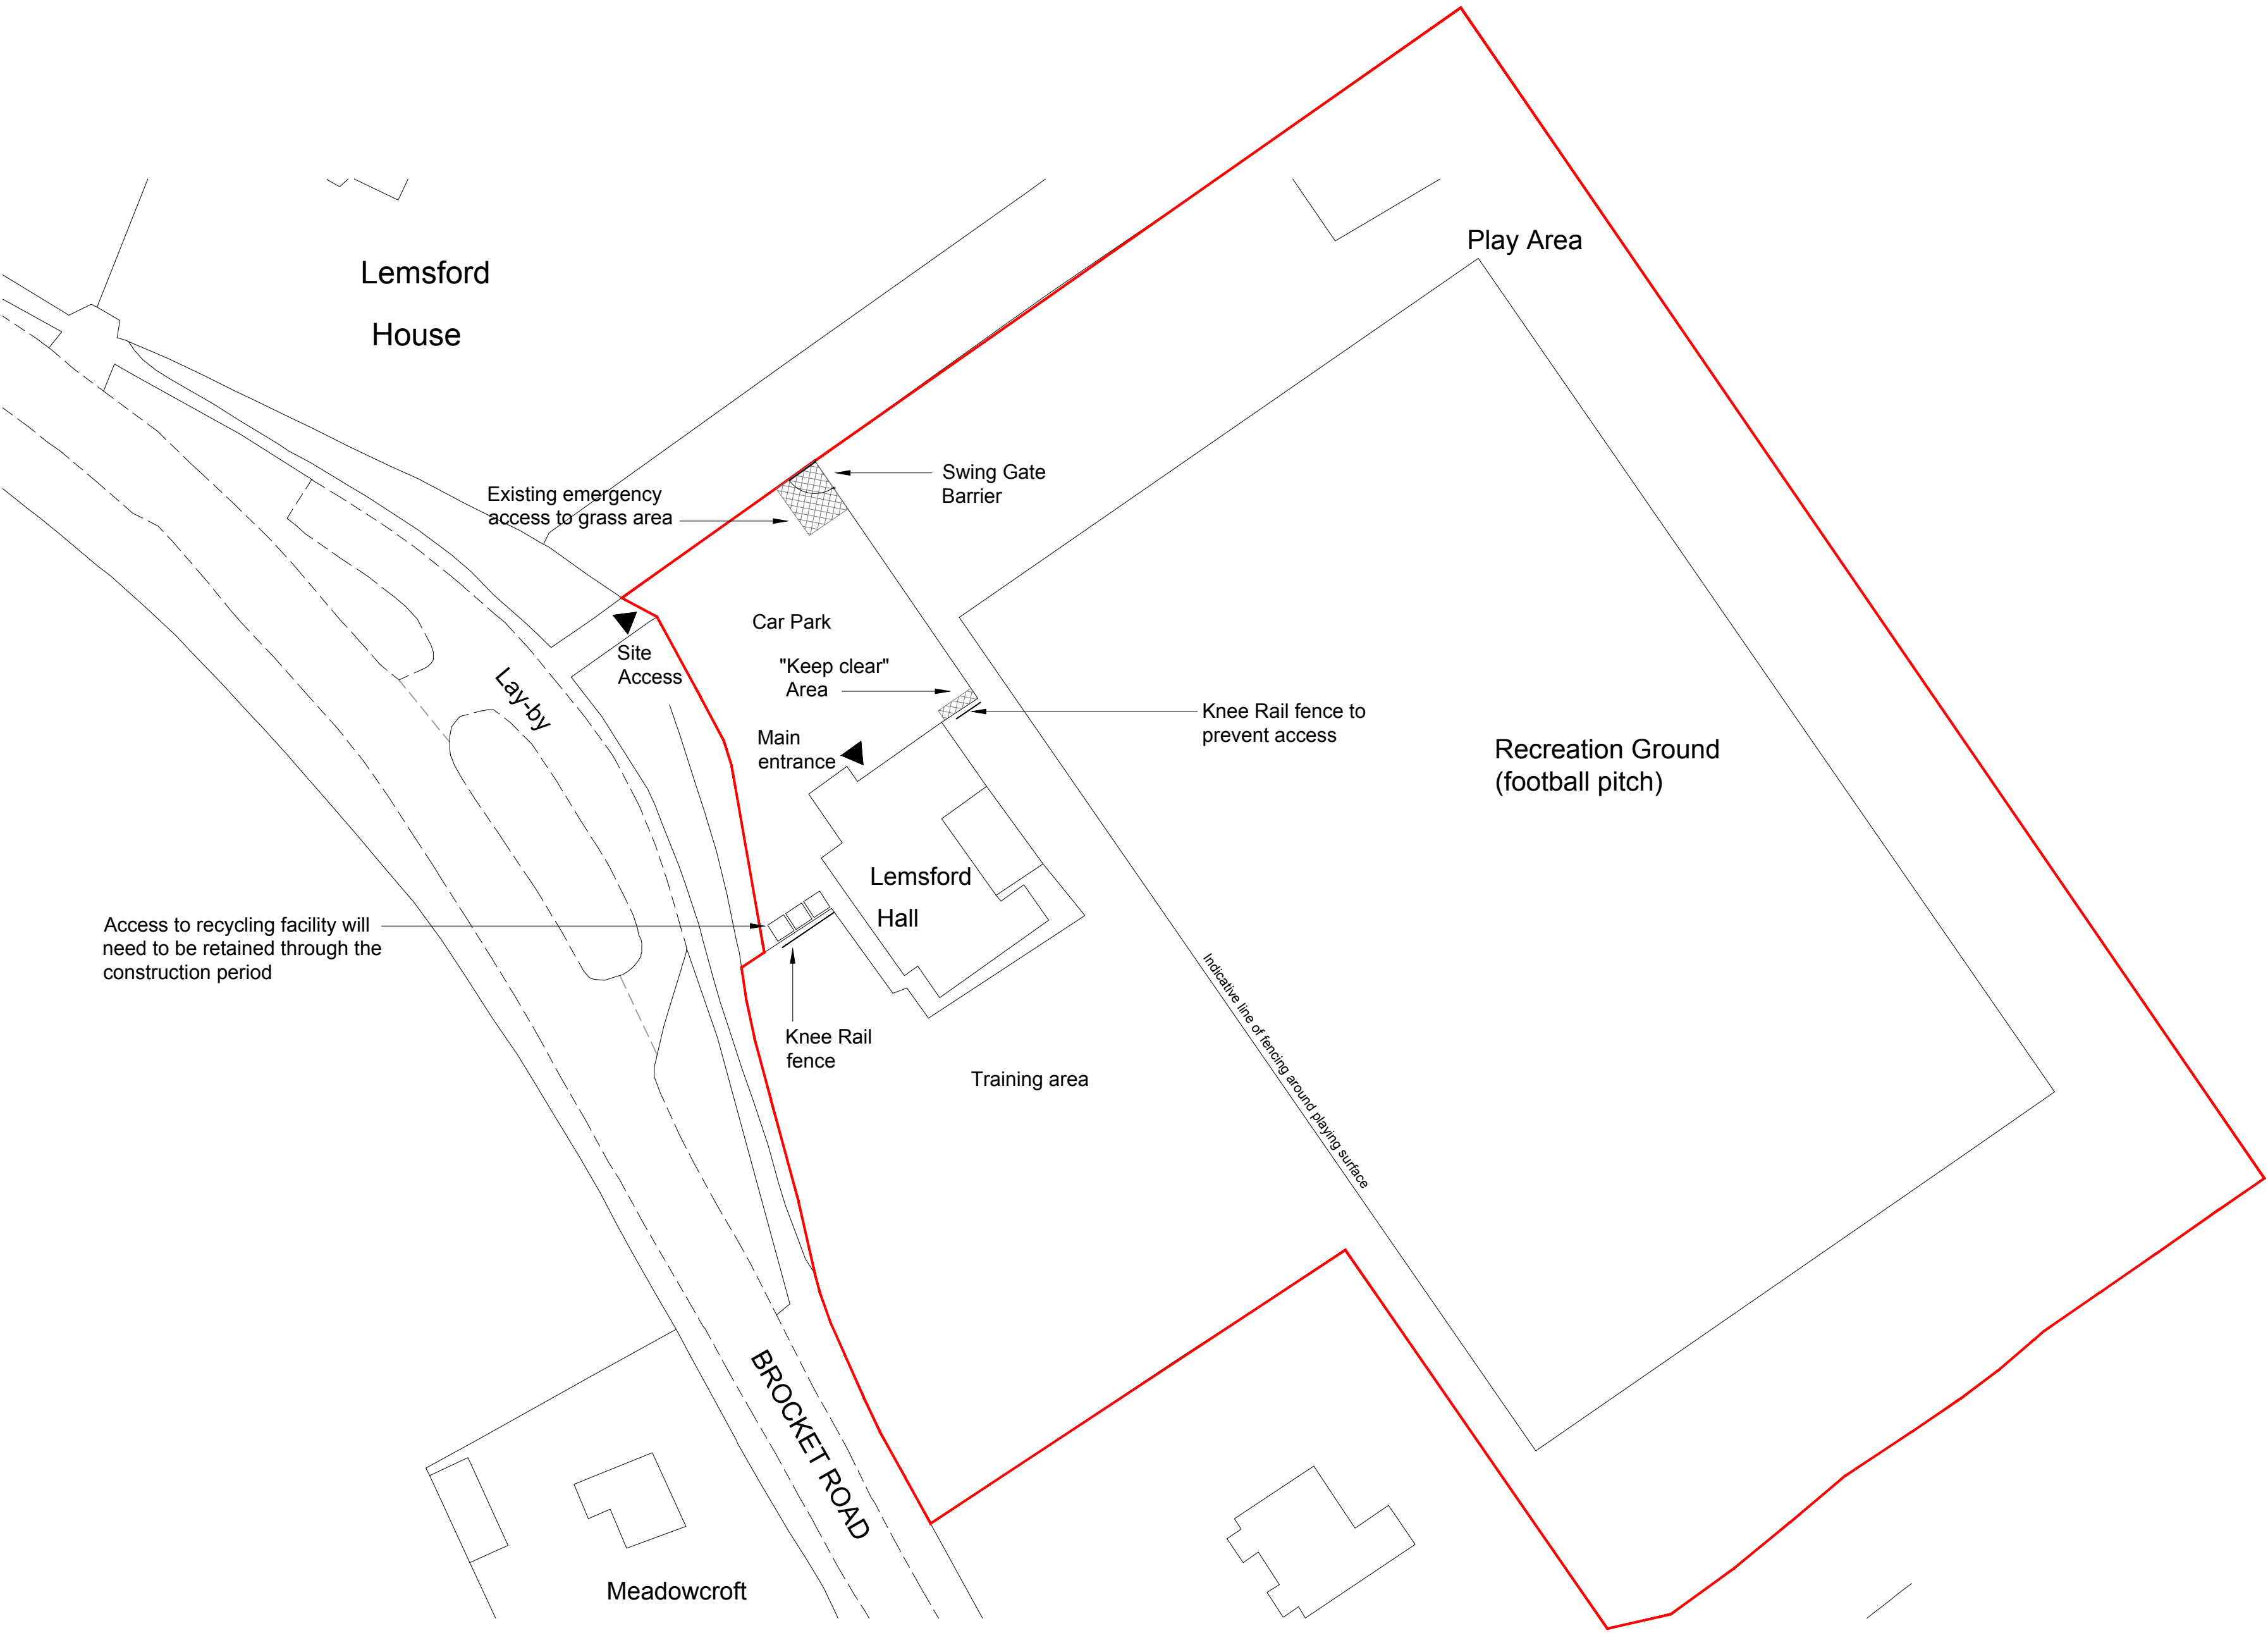 Play Area
Lemsford
House
Swing Gate
Barrier
Existing emergency
access to grass area
Car Park
Site
Access
"Keep clear"
Area
Lay-by
Knee Rail fence to
prevent access
Main
entrance
Recreation Ground
(football pitch)
Lemsford
Hall
Access to recycling facility will
need to be retained through the
construction period
Knee Rail
fence
Indicative line of fencing around playing surface
Training area
BROCKET ROAD
Meadowcroft